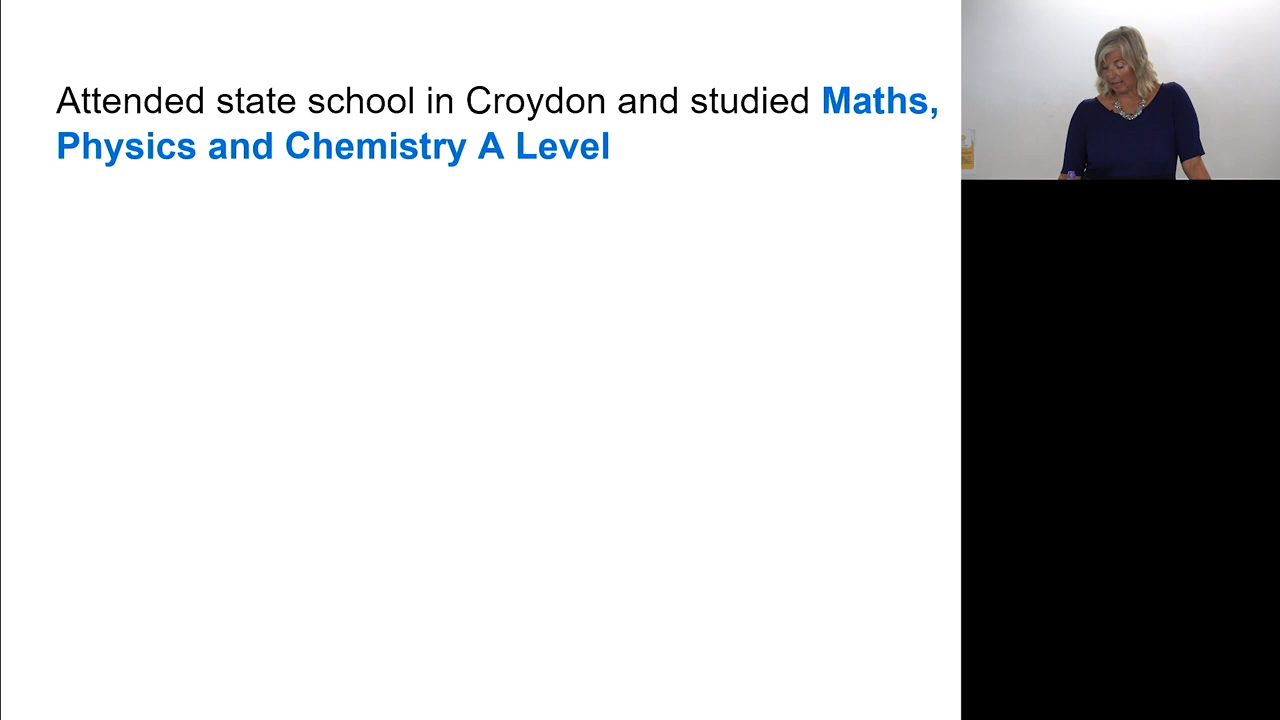 Attended state school in Croydon and studied Maths,
Physics and Chemistry A Level